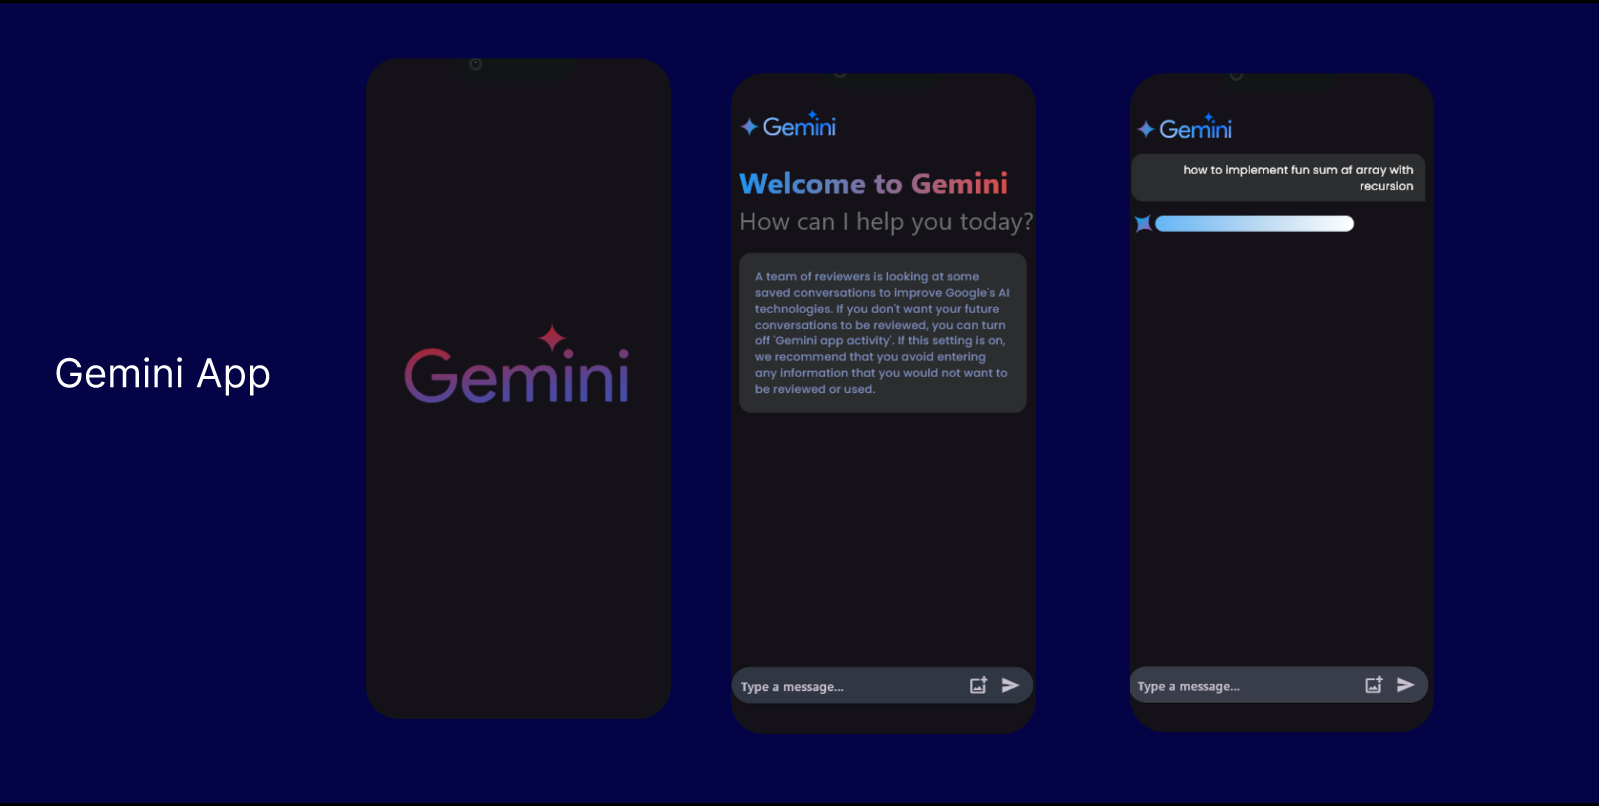 Gemini App
Gemini
Gemini
Welcome to Gemini
How can I help you today?
A team of reviewers is looking at some
saved conversations to improve Google's AI
technologies. If you don't want your future
conversations to be reviewed, you can turn
off 'Gemini app activity'. If this setting is on,
we recommend that you avoid entering
any information that you would not want to
be reviewed or used.
Type a message...
Gemini
how to implement fun sum af array with
recursion
Type a message...